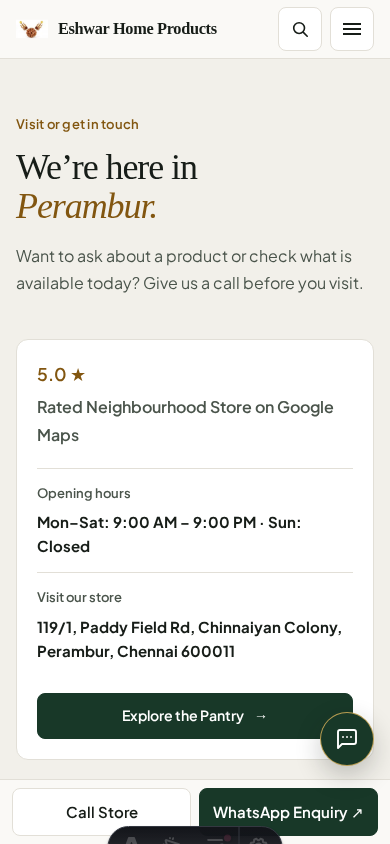 Eshwar Home Products
Visit or get in touch
We’re here in
Perambur.
Want to ask about a product or check what is
available today? Give us a call before you visit.
5.0 ★
Rated Neighbourhood Store on Google
Maps
Opening hours
Mon–Sat: 9:00 AM – 9:00 PM · Sun:
Closed
Visit our store
119/1, Paddy Field Rd, Chinnaiyan Colony,
Perambur, Chennai 600011
Explore the Pantry →
Call Store
WhatsApp Enquiry ↗